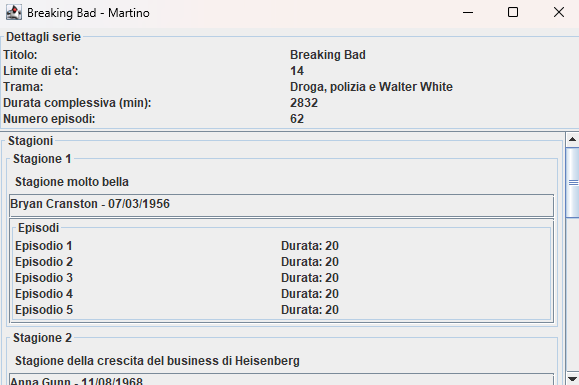 Breaking Bad - Martino
Dettagli serie
Titolo: Breaking Bad
Limite di eta': 14
Trama: Droga, polizia e Walter White
Durata complessiva (min): 2832
Numero episodi: 62
Stagioni
Stagione 1
Stagione molto bella
Bryan Cranston - 07/03/1956
Episodi
Episodio 1 Durata: 20
Episodio 2 Durata: 20
Episodio 3 Durata: 20
Episodio 4 Durata: 20
Episodio 5 Durata: 20
Stagione 2
Stagione della crescita del business di Heisenberg
Anna Gunn - 11/08/1968